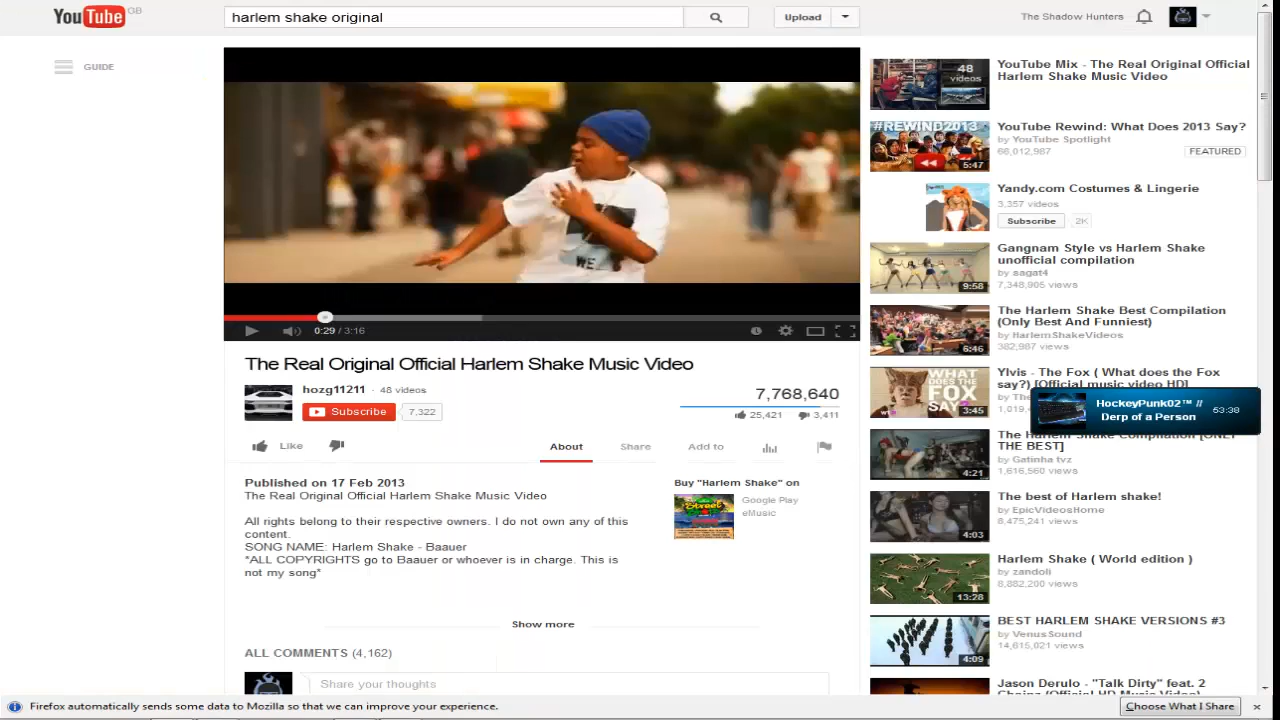 YouTube GB
harlem shake original
Upload
The Shadow Hunters
GUIDE
WE
0:29 / 3:16
The Real Original Official Harlem Shake Music Video
hozg11211 · 48 videos
Subscribe 7,322
7,768,640
25,421 3,411
Like
About Share Add to
Published on 17 Feb 2013
The Real Original Official Harlem Shake Music Video
All rights belong to their respective owners. I do not own any of this
content.
SONG NAME: Harlem Shake - Baauer
*ALL COPYRIGHTS go to Baauer or whoever is in charge. This is
not my song*
Buy "Harlem Shake" on
Google Play
eMusic
Show more
ALL COMMENTS (4,162)
Share your thoughts
48
videos
YouTube Mix - The Real Original Official
Harlem Shake Music Video
#REWIND2013
5:47
YouTube Rewind: What Does 2013 Say?
by YouTube Spotlight
66,012,987
FEATURED
Yandy.com Costumes & Lingerie
3,357 videos
Subscribe 2K
9:58
Gangnam Style vs Harlem Shake
unofficial compilation
by sagat4
7,348,905 views
6:46
The Harlem Shake Best Compilation
(Only Best And Funniest)
by HarlemShakeVideos
382,987 views
WHAT
DOES THE
FOX
SAY
3:45
Ylvis - The Fox ( What does the Fox
say?) [Official music video HD]
by The
1,019,
HockeyPunk02™ //
Derp of a Person
53:38
4:21
The Harlem Shake Compilation [ONLY
THE BEST]
by Gatinha tvz
1,616,560 views
4:03
The best of Harlem shake!
by EpicVideosHome
8,475,241 views
13:28
Harlem Shake ( World edition )
by zandoli
8,882,200 views
4:09
BEST HARLEM SHAKE VERSIONS #3
by VenusSound
14,615,021 views
Jason Derulo - "Talk Dirty" feat. 2
Chainz (Official HD Music Video)
Firefox automatically sends some data to Mozilla so that we can improve your experience.
Choose What I Share